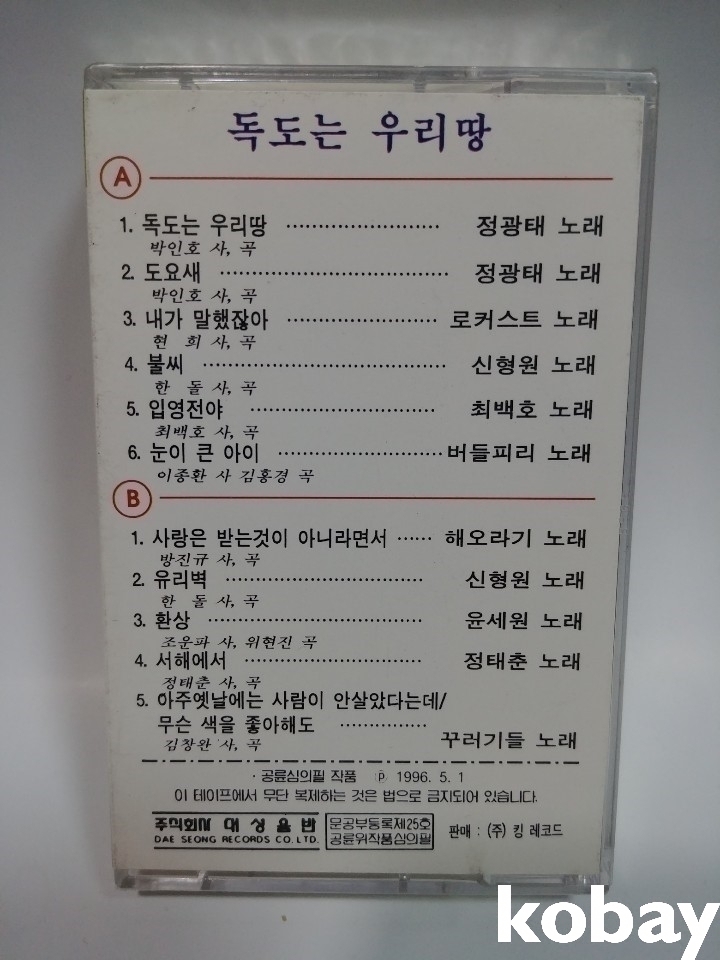 독도는 우리땅
A
1. 독도는 우리땅 ........................ 정광태 노래
박인호 사, 곡
2. 도요새 .................................... 정광태 노래
박인호 사, 곡
3. 내가 말했잖아 ........................ 로커스트 노래
현 희 사, 곡
4. 불씨 ........................................ 신형원 노래
한 돌 사, 곡
5. 입영전야 ............................. 최백호 노래
최백호 사, 곡
6. 눈이 큰 아이 .......................... 버들피리 노래
이종환 사 김홍경 곡
B
1. 사랑은 받는것이 아니라면서 ...... 해오라기 노래
방진규 사, 곡
2. 유리벽 ............................... 신형원 노래
한 돌 사, 곡
3. 환상 .................................. 윤세원 노래
조운파 사, 위현진 곡
4. 서해에서 ............................ 정태춘 노래
정태춘 사, 곡
5. 아주옛날에는 사람이 안살았다는데/
무슨 색을 좋아해도 .............. 꾸러기들 노래
김창완 사, 곡
· 공륜심의필 작품 ℗ 1996. 5. 1
이 테이프에서 무단 복제하는 것은 법으로 금지되어 있습니다.
주식회사 대성음반
DAE SEONG RECORDS CO. LTD.
문공부등록제25호
공륜위작품심의필
판매 : (주) 킹 레코드
kobay